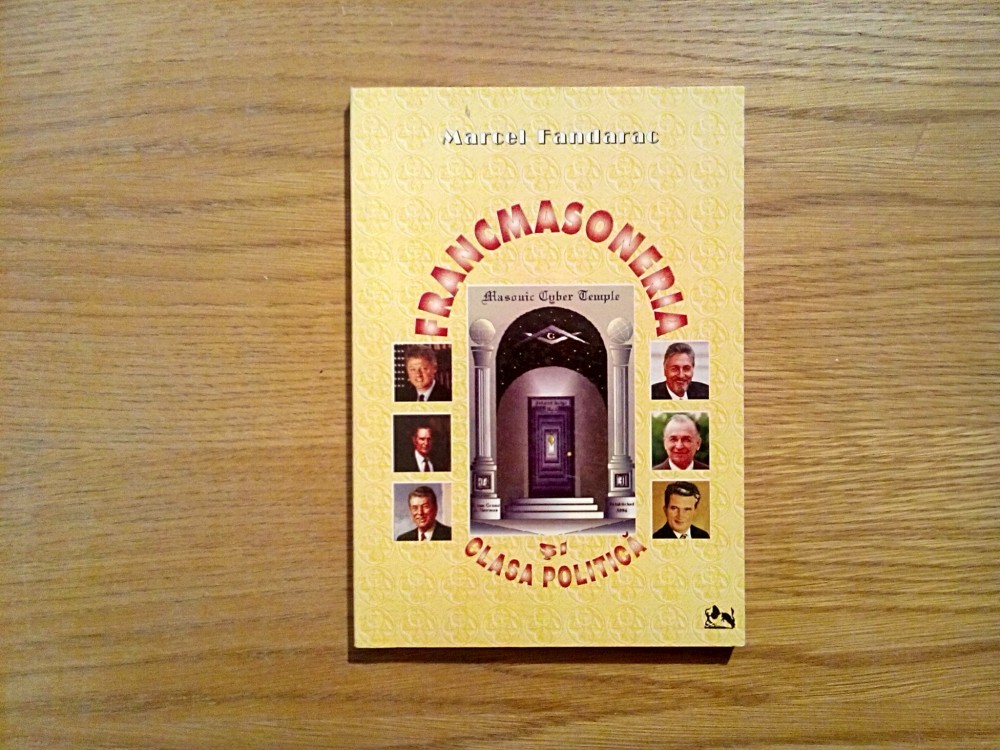 Marcel Fandarac
FRANCMASONERIA
Masonic Cyber Temple
G
ȘI
CLASA POLITICĂ